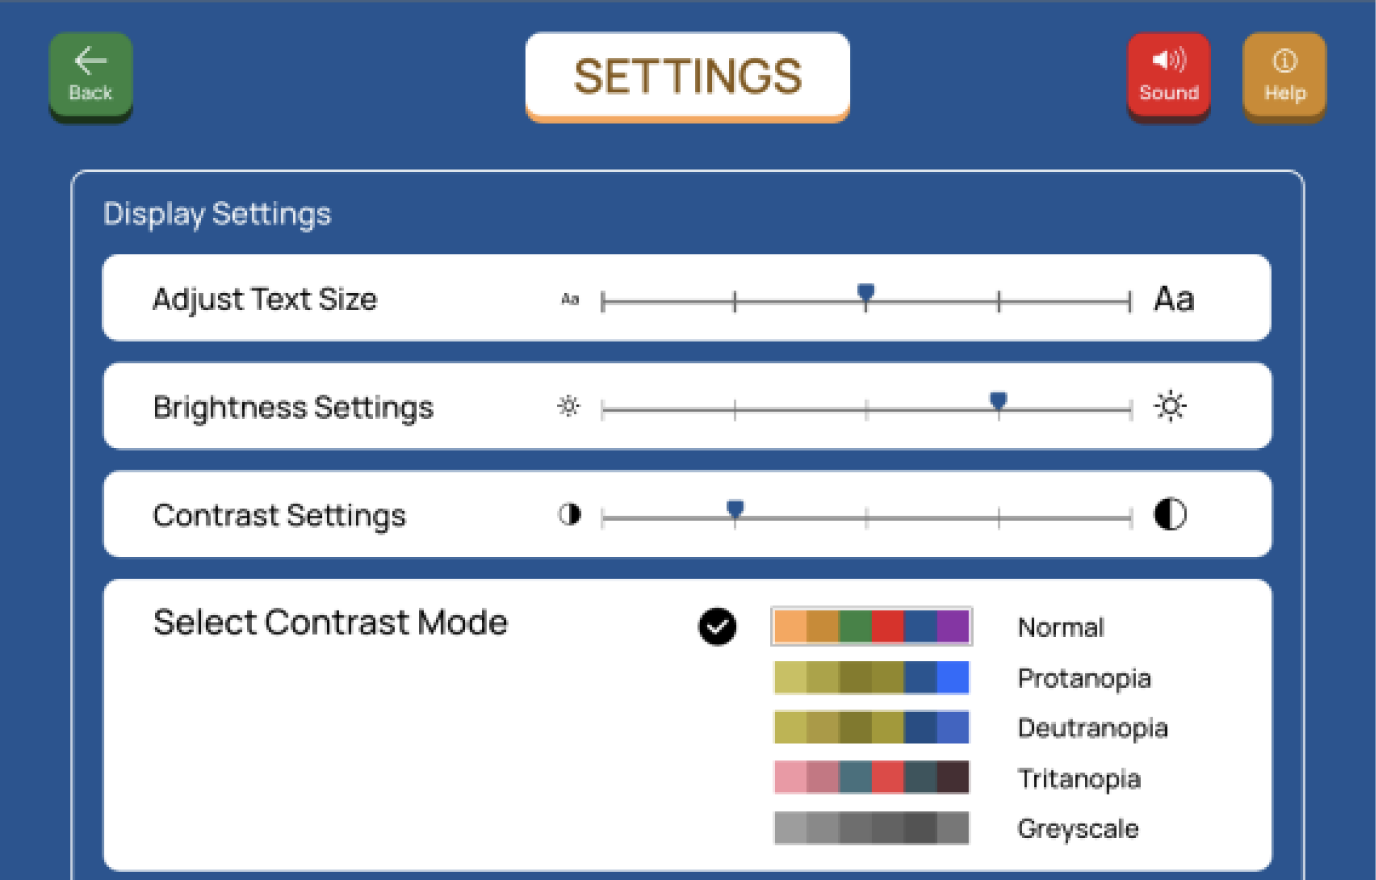 Back
SETTINGS
Sound
Help
Display Settings
Adjust Text Size
Aa
Aa
Brightness Settings
Contrast Settings
Select Contrast Mode
Normal
Protanopia
Deutranopia
Tritanopia
Greyscale